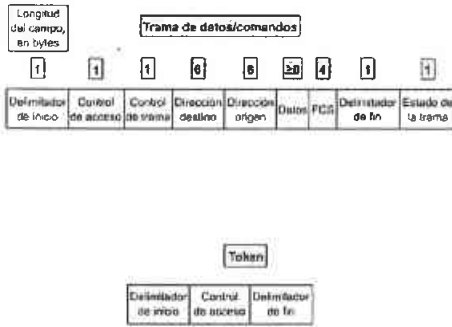 Longitud
del campo,
en bytes
Trama de datos/comandos
1 1 1 6 6 ≥0 4 1 1
Delimitador de inicio
Control de acceso
Control de trama
Dirección destino
Dirección origen
Datos
FCS
Delimitador de fin
Estado de la trama
Token
Delimitador de inicio
Control de acceso
Delimitador de fin